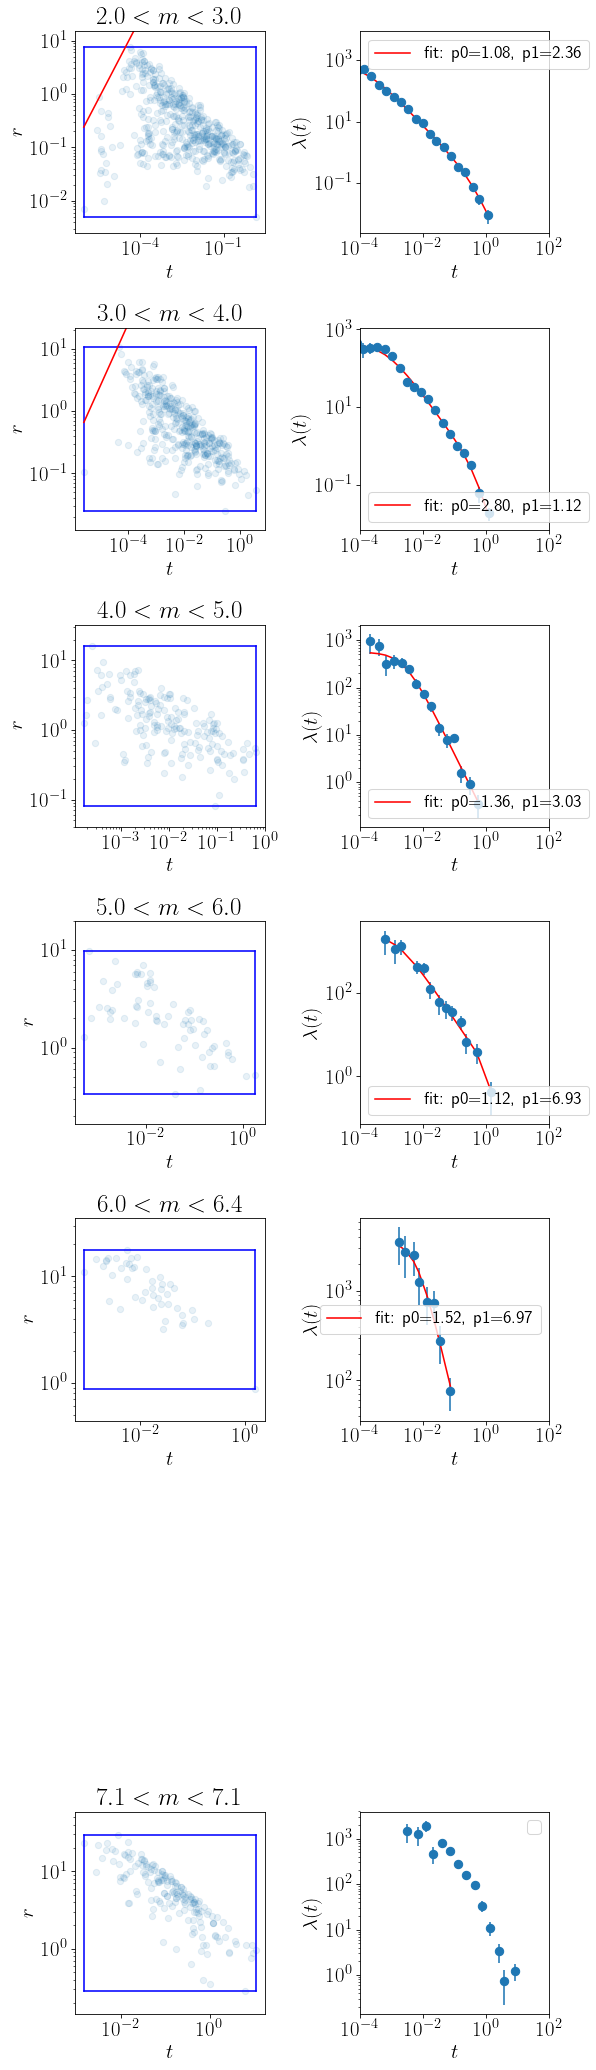 2.0 < m < 3.0
10^1
10^0
10^{-1}
10^{-2}
r
10^{-4}
10^{-1}
t
fit: p0=1.08, p1=2.36
10^3
10^1
10^{-1}
λ(t)
10^{-4}
10^{-2}
10^0
10^2
t
3.0 < m < 4.0
10^1
10^0
10^{-1}
r
10^{-4}
10^{-2}
10^0
t
10^3
10^1
10^{-1}
λ(t)
fit: p0=2.80, p1=1.12
10^{-4}
10^{-2}
10^0
10^2
t
4.0 < m < 5.0
10^1
10^0
10^{-1}
r
10^{-3}
10^{-2}
10^{-1}
10^0
t
10^3
10^2
10^1
10^0
λ(t)
fit: p0=1.36, p1=3.03
10^{-4}
10^{-2}
10^0
10^2
t
5.0 < m < 6.0
10^1
10^0
r
10^{-2}
10^0
t
10^2
10^0
λ(t)
fit: p0=1.12, p1=6.93
10^{-4}
10^{-2}
10^0
10^2
t
6.0 < m < 6.4
10^1
10^0
r
10^{-2}
10^0
t
10^3
10^2
λ(t)
fit: p0=1.52, p1=6.97
10^{-4}
10^{-2}
10^0
10^2
t
7.1 < m < 7.1
10^1
10^0
r
10^{-2}
10^0
t
10^3
10^2
10^1
10^0
λ(t)
10^{-4}
10^{-2}
10^0
10^2
t